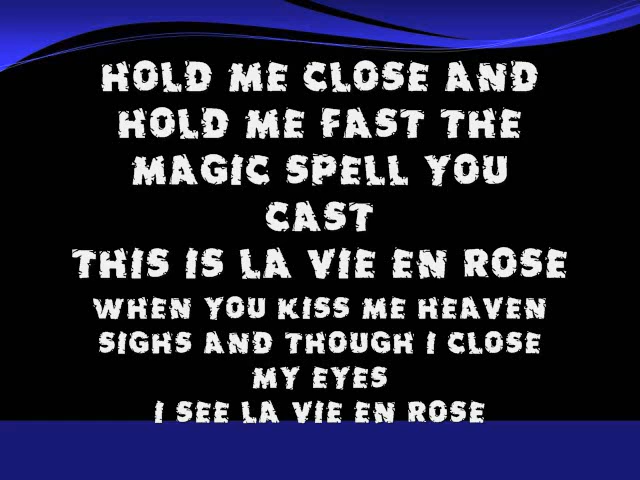 HOLD ME CLOSE AND
HOLD ME FAST THE
MAGIC SPELL YOU
CAST
THIS IS LA VIE EN ROSE
WHEN YOU KISS ME HEAVEN
SIGHS AND THOUGH I CLOSE
MY EYES
I SEE LA VIE EN ROSE